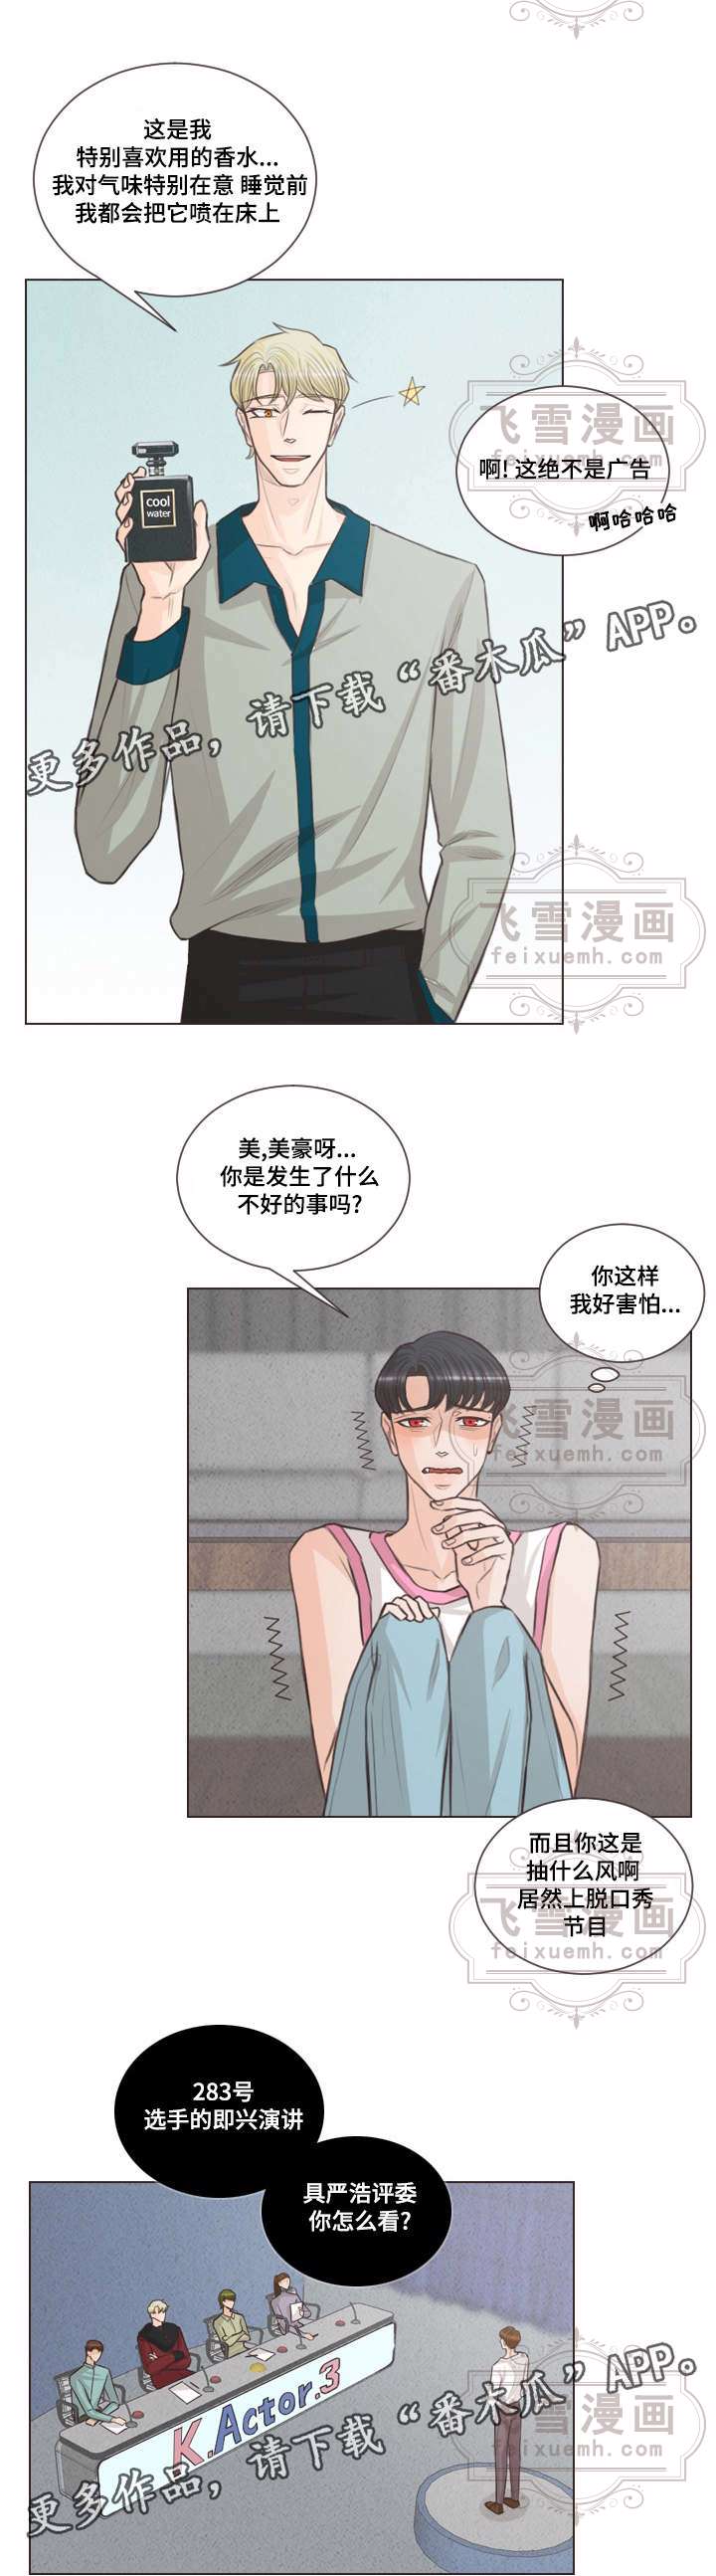 这是我
特别喜欢用的香水...
我对气味特别在意 睡觉前
我都会把它喷在床上
飞雪漫画
feixuemh.com
啊! 这绝不是广告
啊哈哈哈
cool
water
更多作品，请下载“番木瓜”APP。
飞雪漫画
feixuemh.com
美,美豪呀...
你是发生了什么
不好的事吗?
你这样
我好害怕...
飞雪漫画
feixuemh.com
而且你这是
抽什么风啊
居然上脱口秀
节目
飞雪漫画
feixuemh.com
283号
选手的即兴演讲
具严浩评委
你怎么看?
K.Actor.3
飞雪漫画
feixuemh.com
更多作品，请下载“番木瓜”APP。